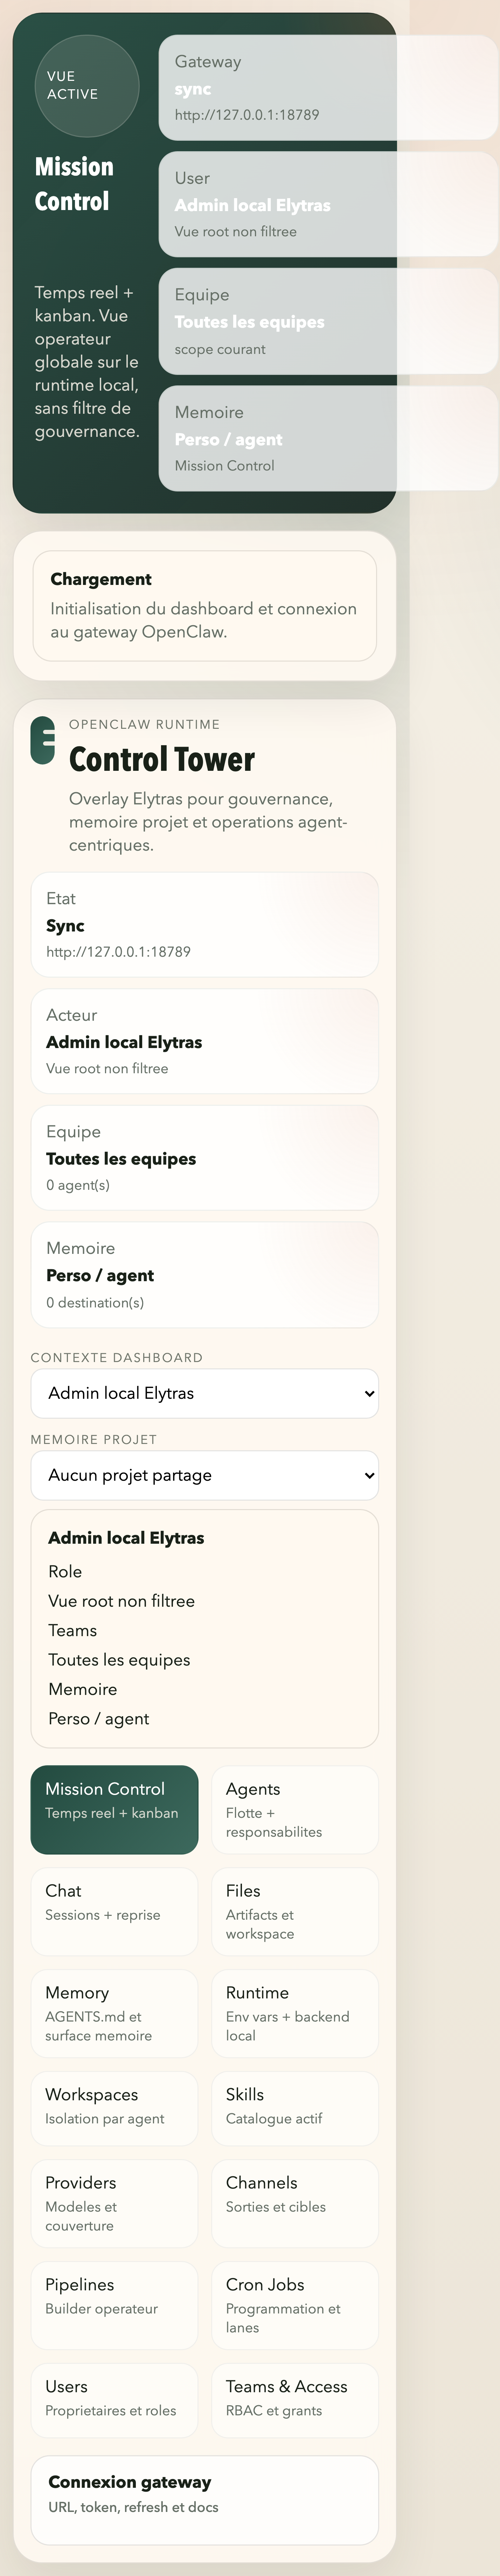 VUE
ACTIVE
Mission
Control
Temps reel +
kanban. Vue
operateur
globale sur le
runtime local,
sans filtre de
gouvernance.
Gateway
sync
http://127.0.0.1:18789
User
Admin local Elytras
Vue root non filtree
Equipe
Toutes les equipes
scope courant
Memoire
Perso / agent
Mission Control
Chargement
Initialisation du dashboard et connexion
au gateway OpenClaw.
OPENCLAW RUNTIME
Control Tower
Overlay Elytras pour gouvernance,
memoire projet et operations agent-
centriques.
Etat
Sync
http://127.0.0.1:18789
Acteur
Admin local Elytras
Vue root non filtree
Equipe
Toutes les equipes
0 agent(s)
Memoire
Perso / agent
0 destination(s)
CONTEXTE DASHBOARD
Admin local Elytras
MEMOIRE PROJET
Aucun projet partage
Admin local Elytras
Role
Vue root non filtree
Teams
Toutes les equipes
Memoire
Perso / agent
Mission Control
Temps reel + kanban
Agents
Flotte +
responsabilites
Chat
Sessions + reprise
Files
Artifacts et
workspace
Memory
AGENTS.md et
surface memoire
Runtime
Env vars + backend
local
Workspaces
Isolation par agent
Skills
Catalogue actif
Providers
Modeles et
couverture
Channels
Sorties et cibles
Pipelines
Builder operateur
Cron Jobs
Programmation et
lanes
Users
Proprietaires et roles
Teams & Access
RBAC et grants
Connexion gateway
URL, token, refresh et docs